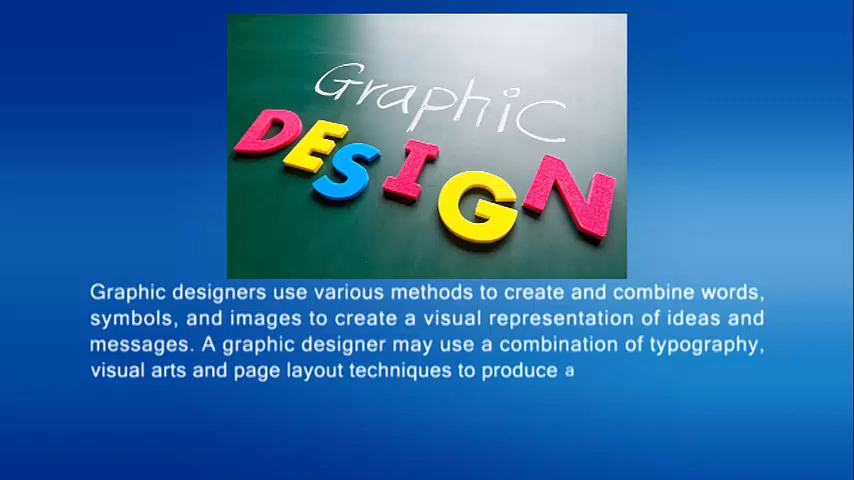 Graphic
DESIGN
Graphic designers use various methods to create and combine words,
symbols, and images to create a visual representation of ideas and
messages. A graphic designer may use a combination of typography,
visual arts and page layout techniques to produce a